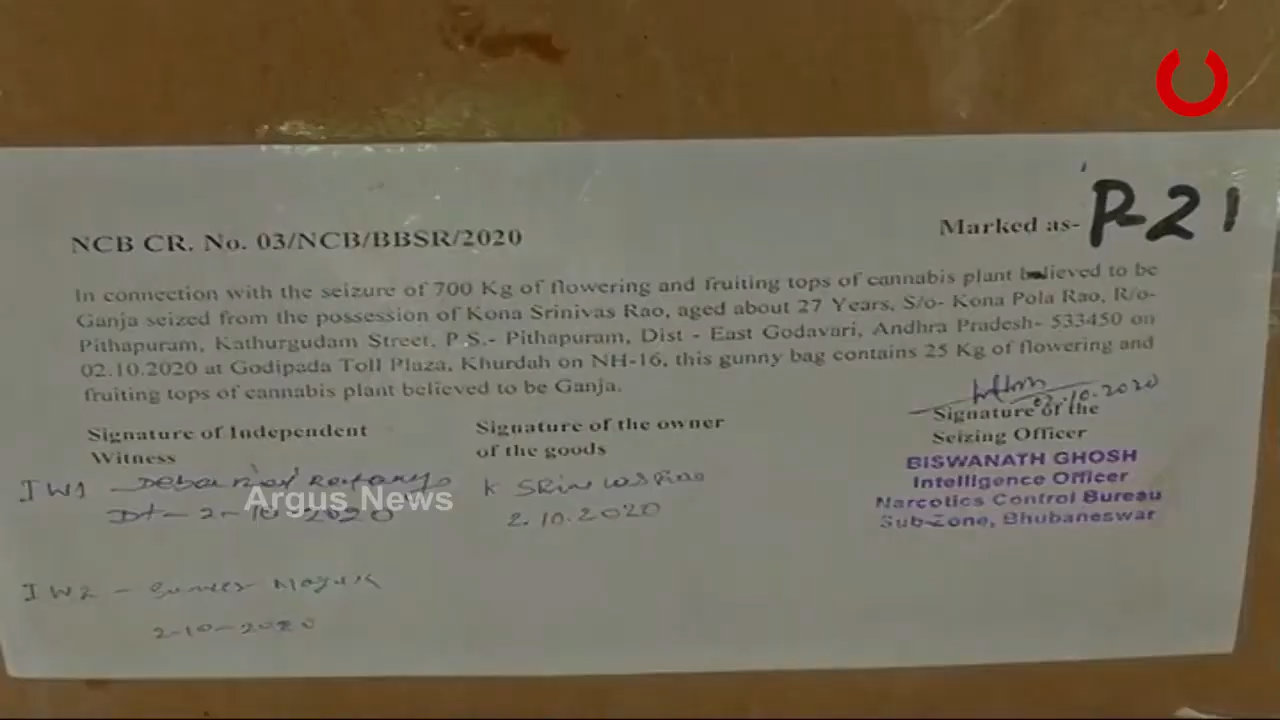 NCB CR. No. 03/NCB/BBSR/2020
Marked as- P-21
In connection with the seizure of 700 Kg of flowering and fruiting tops of cannabis plant believed to be
Ganja seized from the possession of Kona Srinivas Rao, aged about 27 Years, S/o- Kona Pola Rao, R/o-
Pithapuram, Kathurgudam Street, P.S.- Pithapuram, Dist - East Godavari, Andhra Pradesh- 533450 on
02.10.2020 at Godipada Toll Plaza, Khurdah on NH-16, this gunny bag contains 25 Kg of flowering and
fruiting tops of cannabis plant believed to be Ganja.
Signature of Independent
Witness
IW1
Dt- 2-10-2020
IW2 -
2-10-2020
Signature of the owner
of the goods
K Srinivas Rao
2.10.2020
02.10.2020
Signature of the
Seizing Officer
BISWANATH GHOSH
Intelligence Officer
Narcotics Control Bureau
Sub-Zone, Bhubaneswar
Argus News